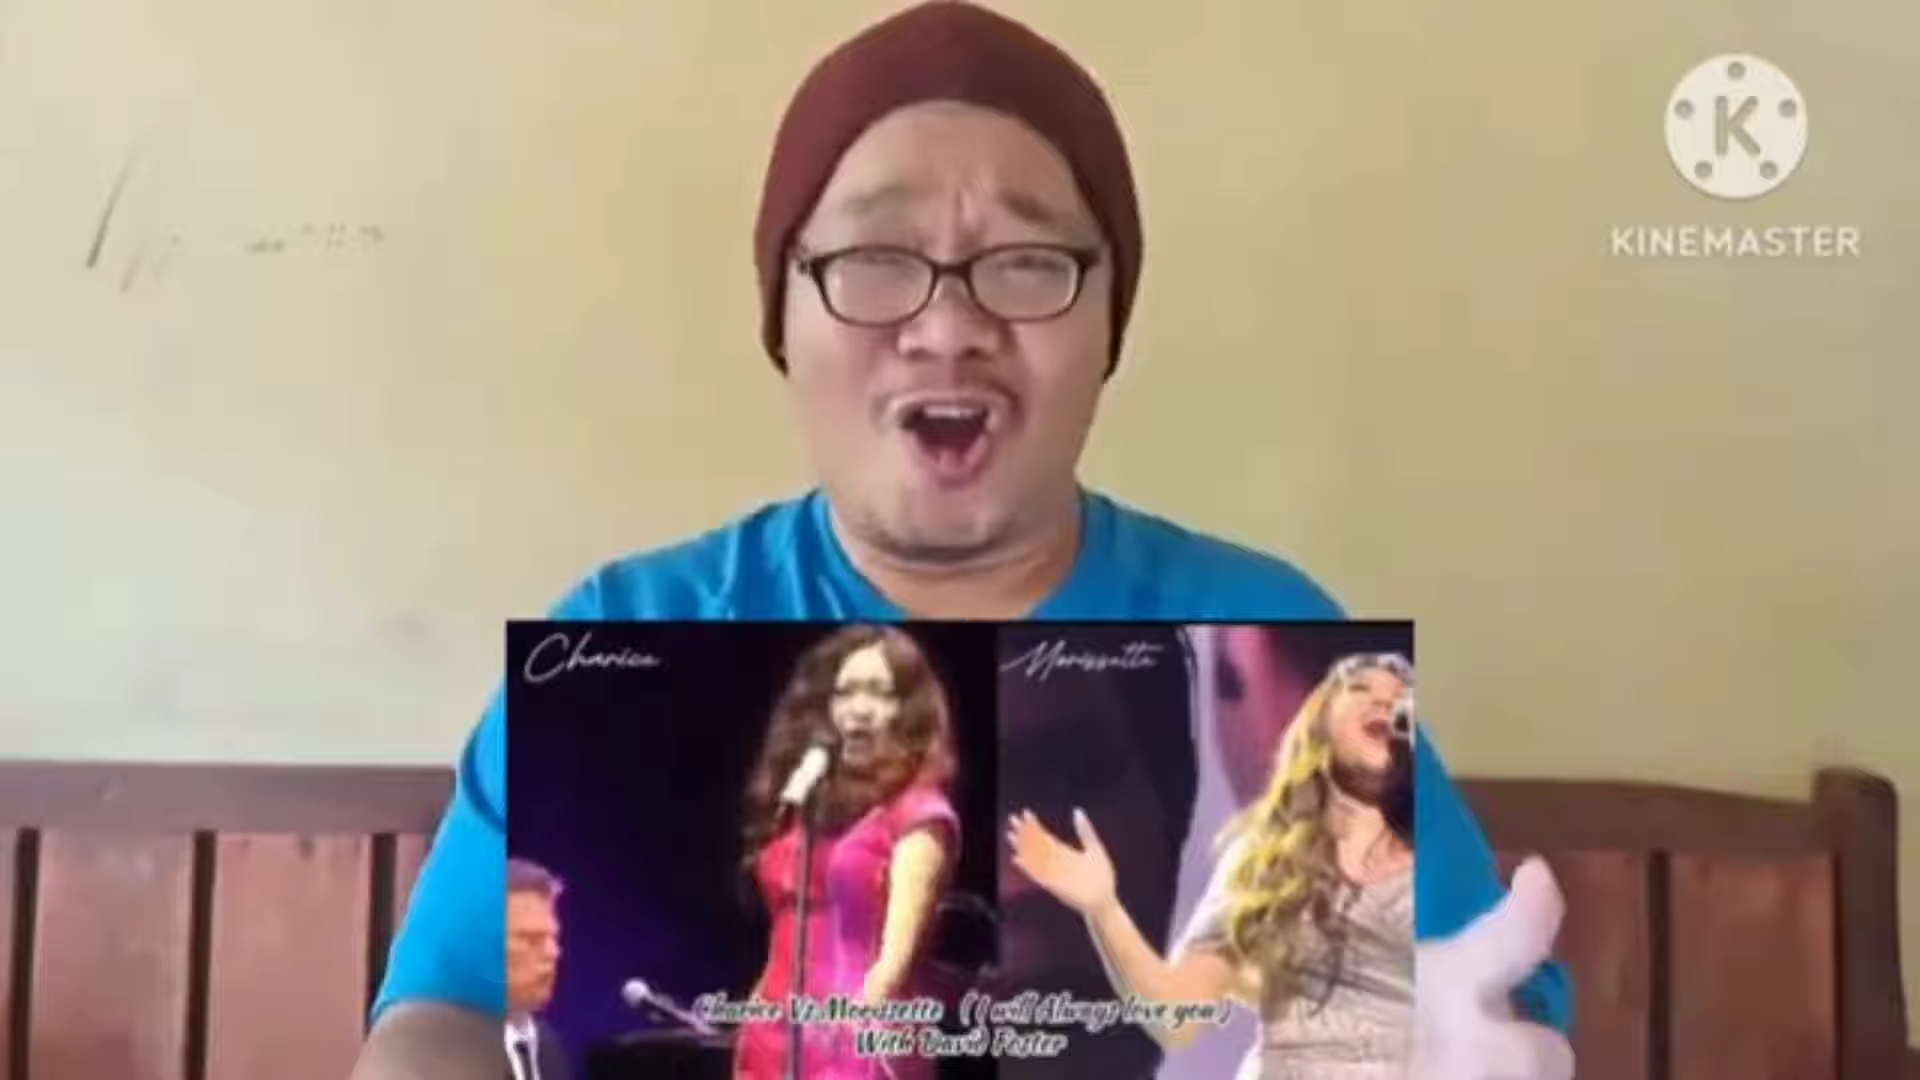 K
KINEMASTER
Charice
Morissette
Charice Vs.Morissette (I will Always love you)
With David Foster